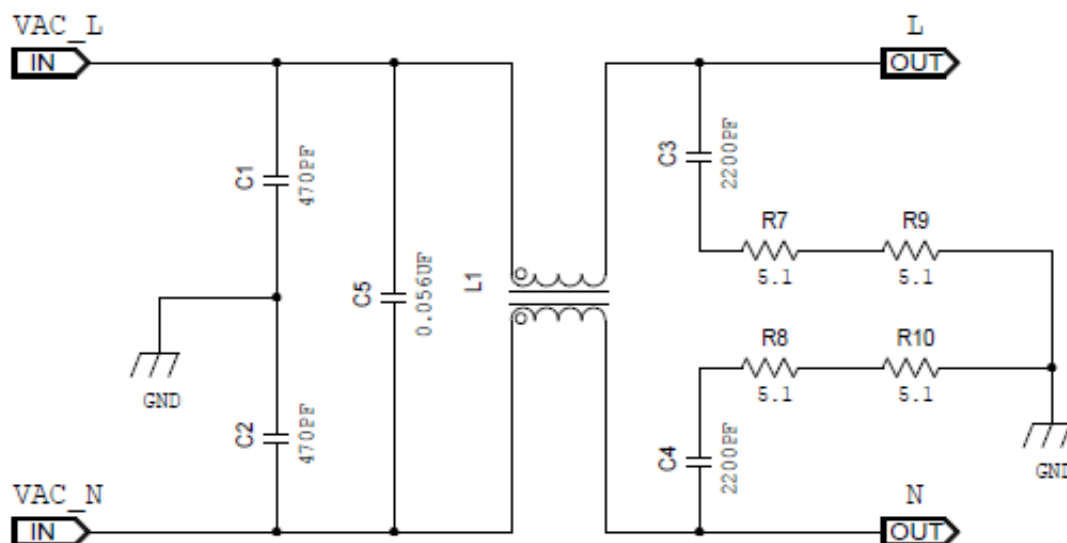 VAC_L
IN
L
OUT
C1
470PF
C5
0.056UF
L1
C3
2200PF
R7
5.1
R9
5.1
R8
5.1
R10
5.1
GND
C2
470PF
C4
2200PF
GND
VAC_N
IN
N
OUT